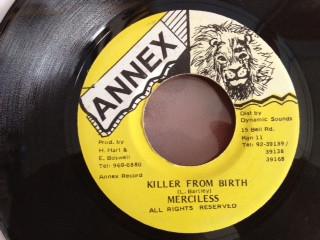 ANNEX
Prod. by
H. Hart &
E. Boswell
Tel: 968-0880
Annex Record
Dist by
Dynamic Sounds
15 Bell Rd.
Kgn 11
Tel: 92-39139/
39138
39168
KILLER FROM BIRTH
(L. Bartley)
MERCILESS
ALL RIGHTS RESERVED